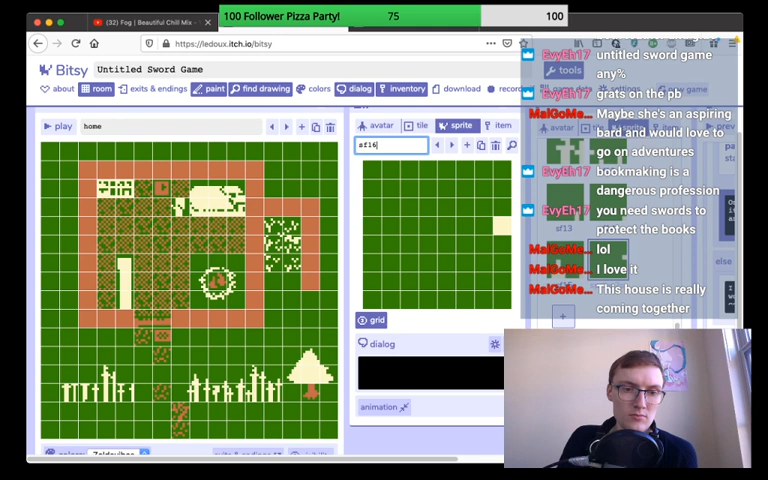 100 Follower Pizza Party!
75
100
(32) Fog | Beautiful Chill Mix -
https://ledoux.itch.io/bitsy
Bitsy
Untitled Sword Game
tools
about
room
exits & endings
paint
find drawing
colors
dialog
inventory
download
settings
play
home
avatar
tile
sprite
item
sf16
sf13
grid
dialog
animation
else
EvyEh17
untitled sword game
any%
EvyEh17
grats on the pb
MalGoMe...
Maybe she's an aspiring
bard and would love to
go on adventures
EvyEh17
bookmaking is a
dangerous profession
EvyEh17
you need swords to
protect the books
MalGoMe...
lol
MalGoMe...
I love it
MalGoMe...
This house is really
coming together